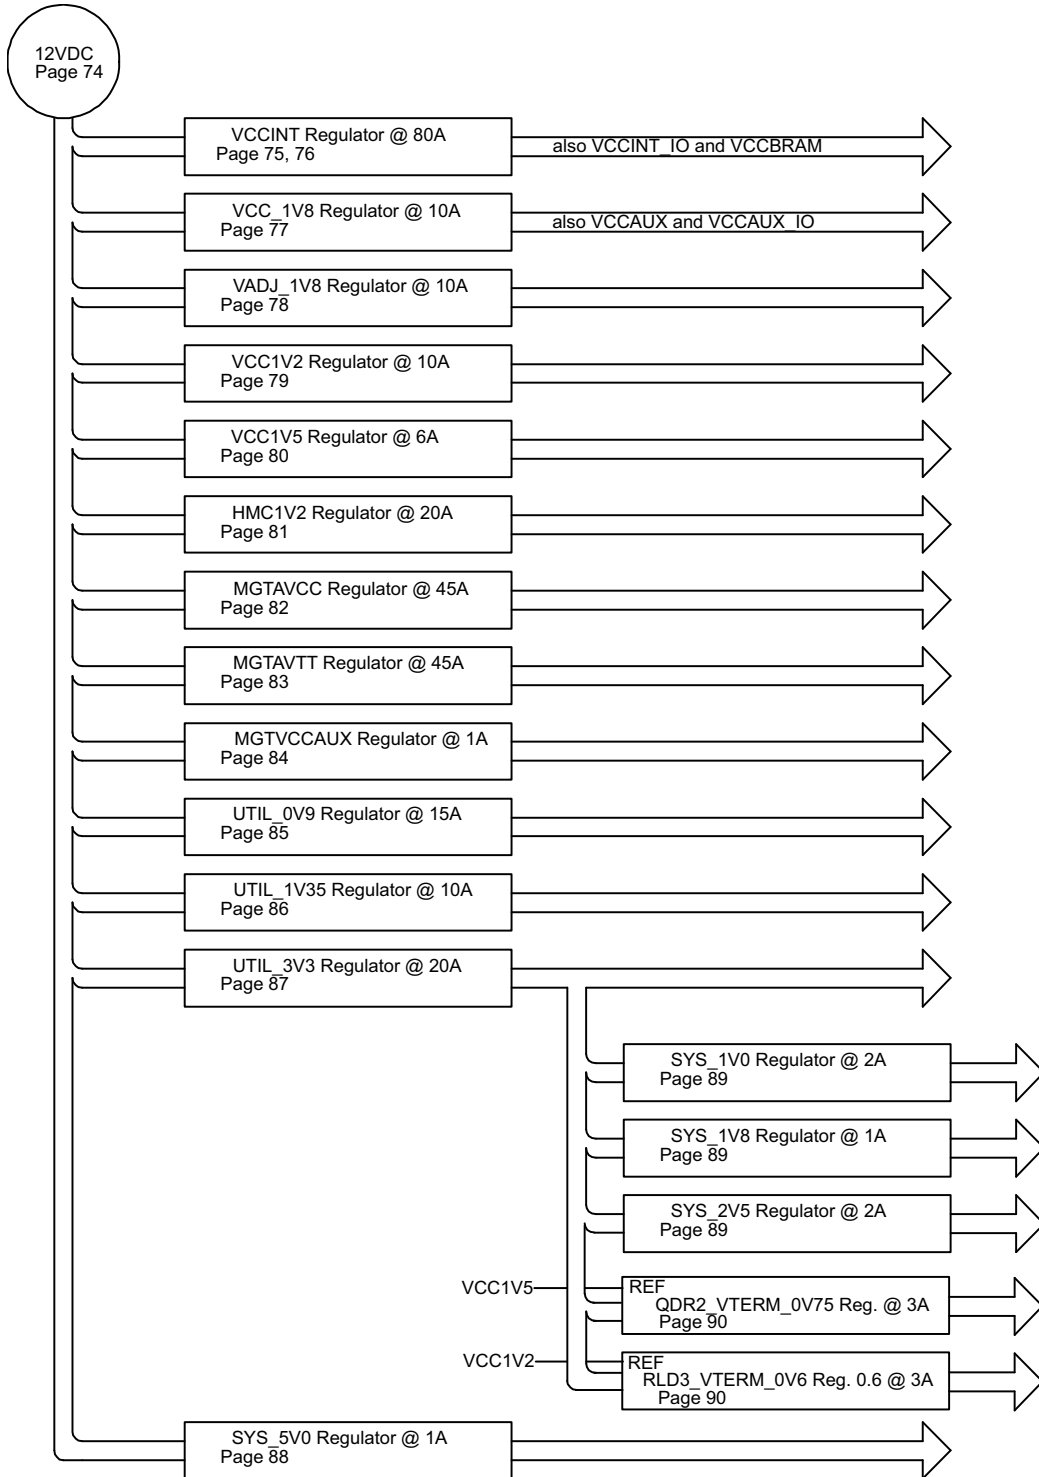 12VDC
Page 74
VCCINT Regulator @ 80A
Page 75, 76
also VCCINT_IO and VCCBRAM
VCC_1V8 Regulator @ 10A
Page 77
also VCCAUX and VCCAUX_IO
VADJ_1V8 Regulator @ 10A
Page 78
VCC1V2 Regulator @ 10A
Page 79
VCC1V5 Regulator @ 6A
Page 80
HMC1V2 Regulator @ 20A
Page 81
MGTAVCC Regulator @ 45A
Page 82
MGTAVTT Regulator @ 45A
Page 83
MGTVCCAUX Regulator @ 1A
Page 84
UTIL_0V9 Regulator @ 15A
Page 85
UTIL_1V35 Regulator @ 10A
Page 86
UTIL_3V3 Regulator @ 20A
Page 87
SYS_1V0 Regulator @ 2A
Page 89
SYS_1V8 Regulator @ 1A
Page 89
SYS_2V5 Regulator @ 2A
Page 89
VCC1V5
REF
QDR2_VTERM_0V75 Reg. @ 3A
Page 90
VCC1V2
REF
RLD3_VTERM_0V6 Reg. 0.6 @ 3A
Page 90
SYS_5V0 Regulator @ 1A
Page 88